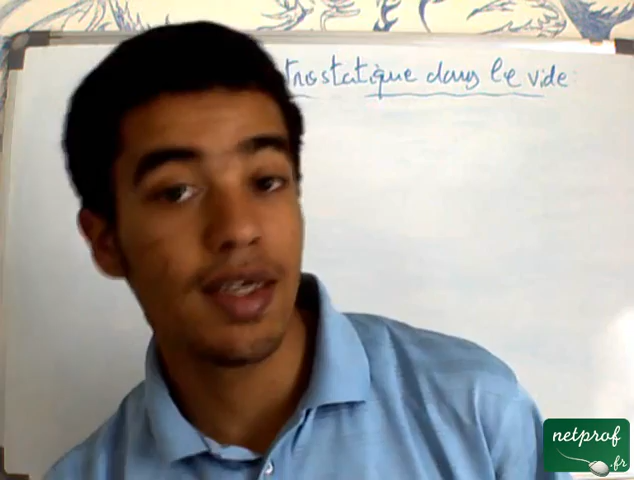 trostatique dans le vide :
netprof
.fr